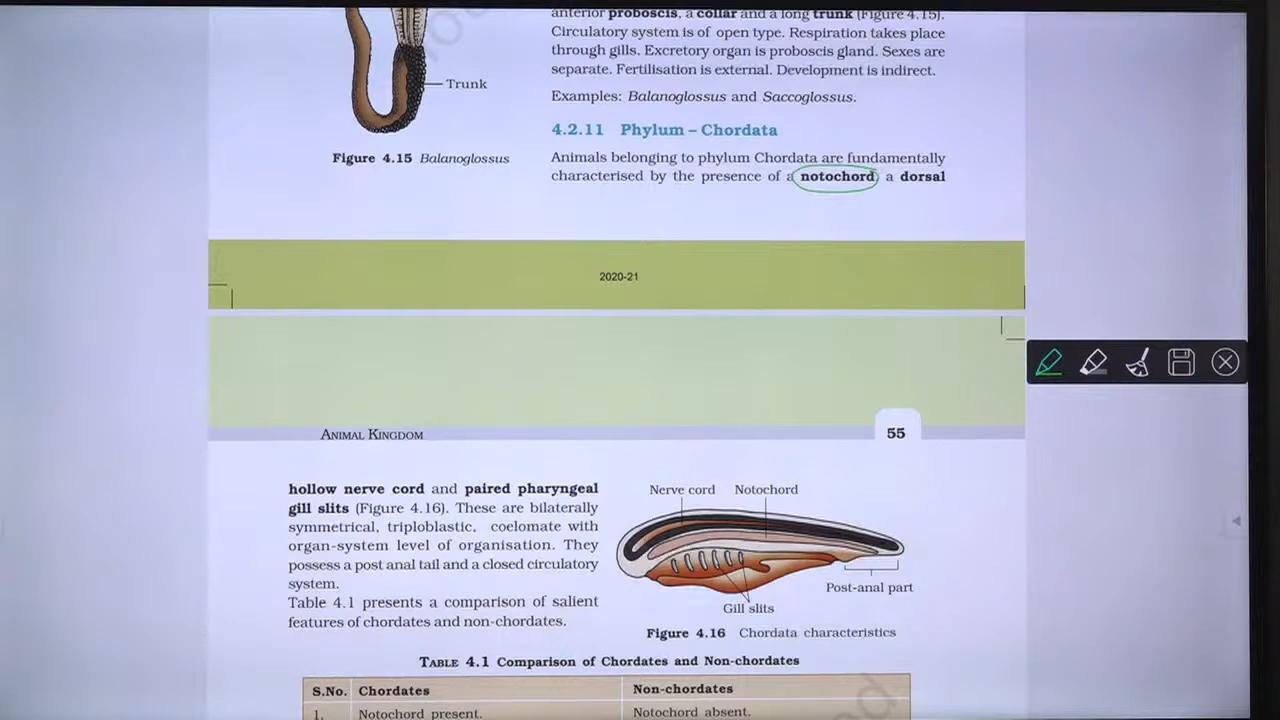 anterior proboscis, a collar and a long trunk (Figure 4.15).
Circulatory system is of open type. Respiration takes place
through gills. Excretory organ is proboscis gland. Sexes are
separate. Fertilisation is external. Development is indirect.
Trunk
Examples: Balanoglossus and Saccoglossus.
4.2.11 Phylum – Chordata
Figure 4.15 Balanoglossus
Animals belonging to phylum Chordata are fundamentally
characterised by the presence of a notochord, a dorsal
2020-21
ANIMAL KINGDOM
55
hollow nerve cord and paired pharyngeal
gill slits (Figure 4.16). These are bilaterally
symmetrical, triploblastic, coelomate with
organ-system level of organisation. They
possess a post anal tail and a closed circulatory
system.
Table 4.1 presents a comparison of salient
features of chordates and non-chordates.
Nerve cord Notochord
Post-anal part
Gill slits
Figure 4.16 Chordata characteristics
TABLE 4.1 Comparison of Chordates and Non-chordates
S.No. Chordates Non-chordates
1. Notochord present. Notochord absent.